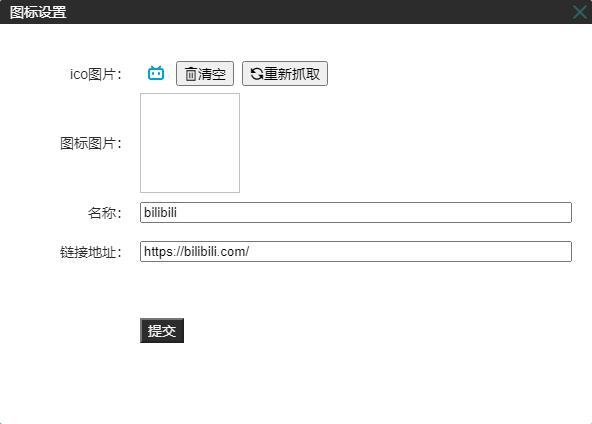 图标设置
ico图片： 清空 重新抓取
图标图片：
名称： bilibili
链接地址： https://bilibili.com/
提交